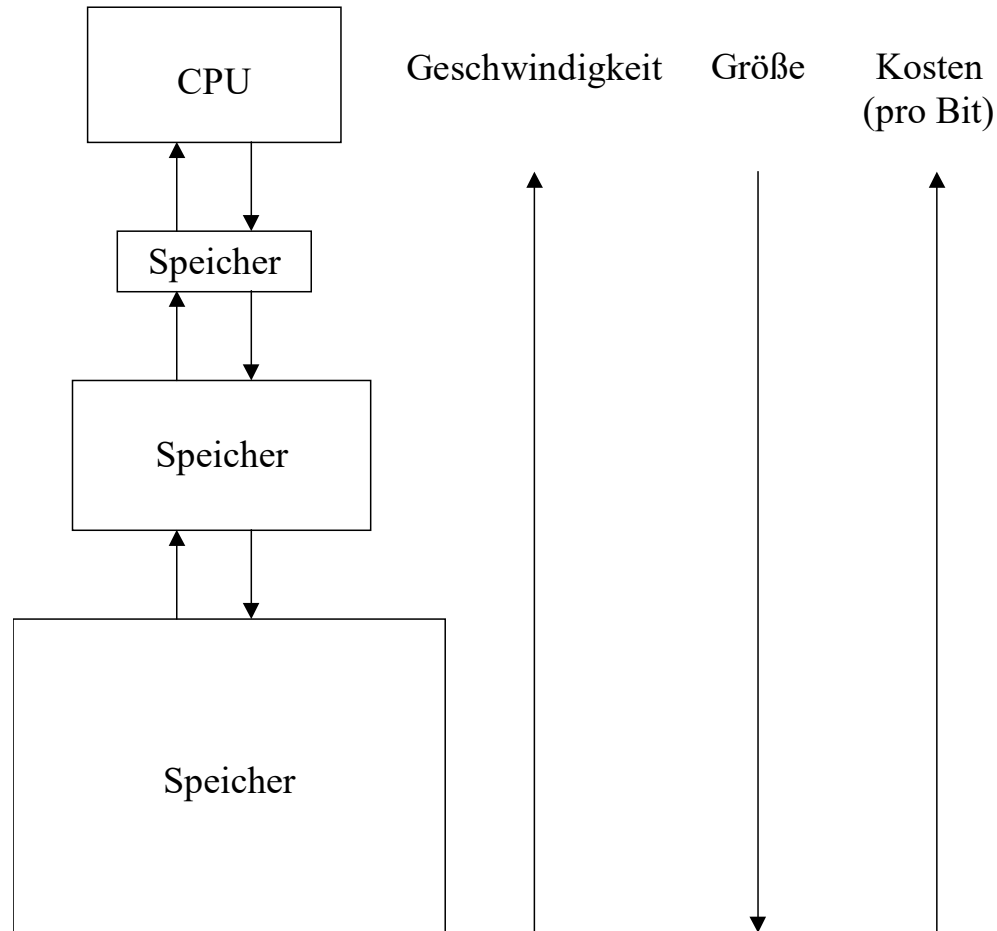 CPU
Geschwindigkeit
Größe
Kosten
(pro Bit)
Speicher
Speicher
Speicher